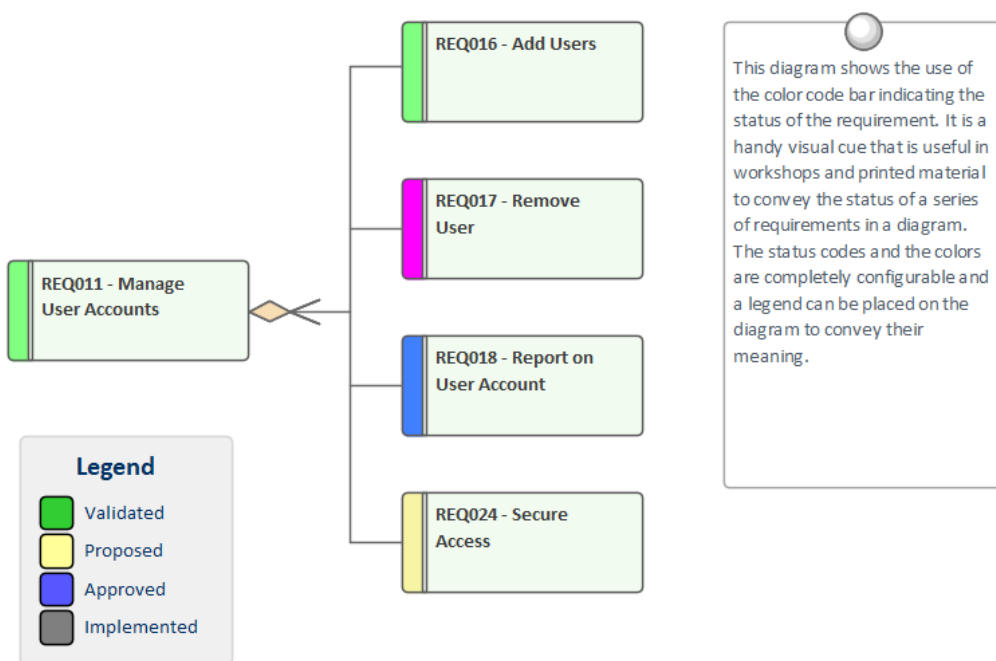 REQ016 - Add Users
REQ017 - Remove
User
REQ011 - Manage
User Accounts
REQ018 - Report on
User Account
REQ024 - Secure
Access
Legend
Validated
Proposed
Approved
Implemented
This diagram shows the use of
the color code bar indicating the
status of the requirement. It is a
handy visual cue that is useful in
workshops and printed material
to convey the status of a series
of requirements in a diagram.
The status codes and the colors
are completely configurable and
a legend can be placed on the
diagram to convey their
meaning.